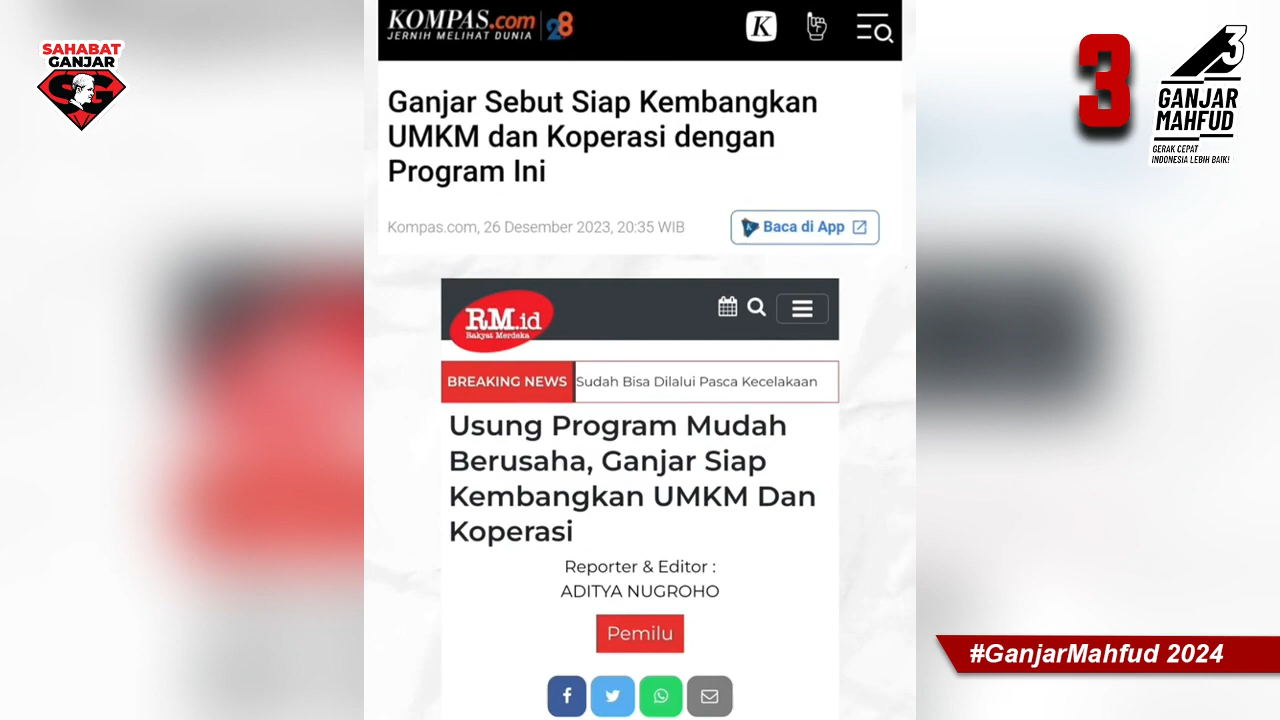 SAHABAT
GANJAR
SG
KOMPAS.com
JERNIH MELIHAT DUNIA
28
K
Ganjar Sebut Siap Kembangkan
UMKM dan Koperasi dengan
Program Ini
Kompas.com, 26 Desember 2023, 20:35 WIB
Baca di App
3
3
GANJAR
MAHFUD
GERAK CEPAT
INDONESIA LEBIH BAIK!
RM.id
Rakyat Merdeka
BREAKING NEWS
Sudah Bisa Dilalui Pasca Kecelakaan
Usung Program Mudah
Berusaha, Ganjar Siap
Kembangkan UMKM Dan
Koperasi
Reporter & Editor :
ADITYA NUGROHO
Pemilu
#GanjarMahfud 2024